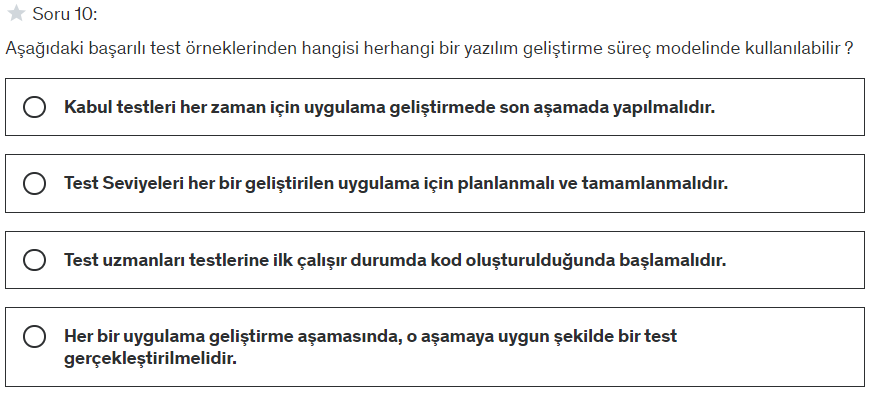 Soru 10:
Aşağıdaki başarılı test örneklerinden hangisi herhangi bir yazılım geliştirme süreç modelinde kullanılabilir ?
Kabul testleri her zaman için uygulama geliştirmede son aşamada yapılmalıdır.
Test Seviyeleri her bir geliştirilen uygulama için planlanmalı ve tamamlanmalıdır.
Test uzmanları testlerine ilk çalışır durumda kod oluşturulduğunda başlamalıdır.
Her bir uygulama geliştirme aşamasında, o aşamaya uygun şekilde bir test
gerçekleştirilmelidir.